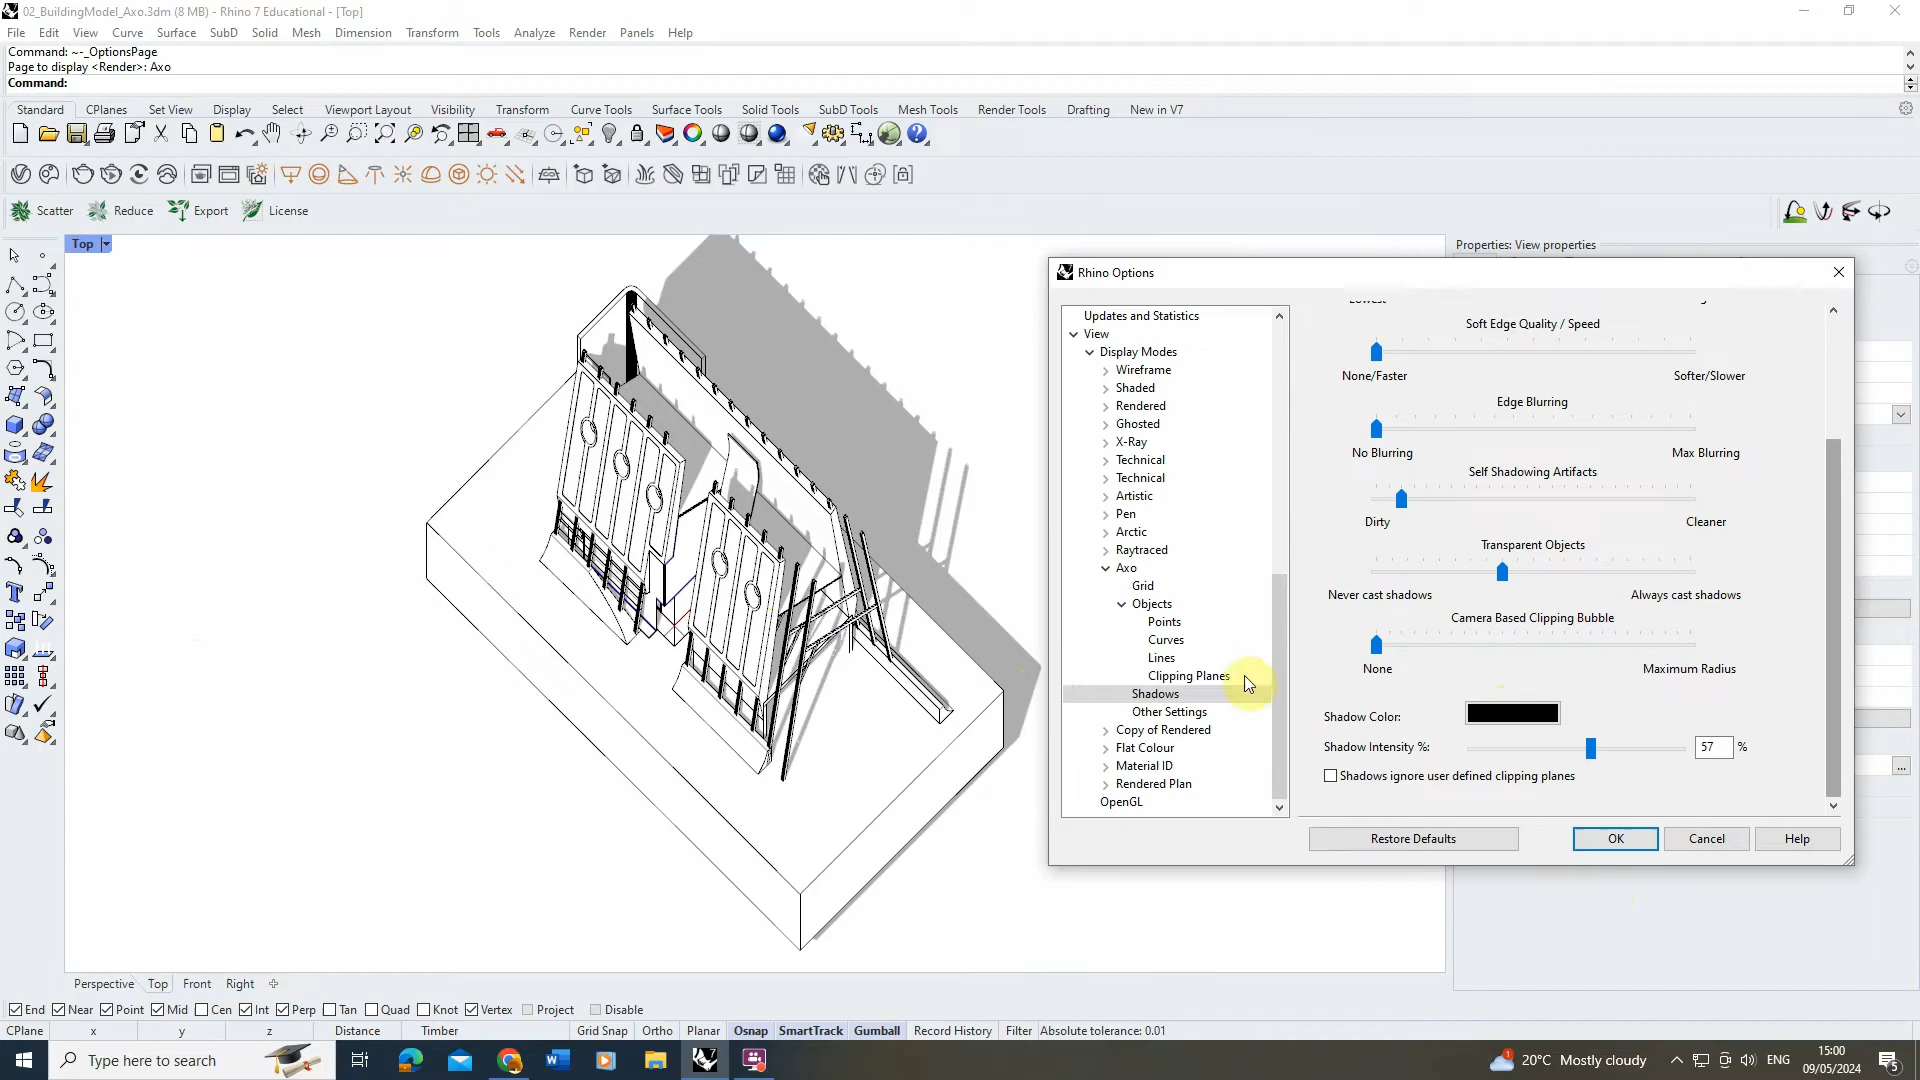 02_BuildingModel_Axo.3dm (8 MB) - Rhino 7 Educational - [Top]
File Edit View Curve Surface SubD Solid Mesh Dimension Transform Tools Analyze Render Panels Help
Command: ~-_OptionsPage
Page to display <Render>: Axo
Command:
Standard CPlanes Set View Display Select Viewport Layout Visibility Transform Curve Tools Surface Tools Solid Tools SubD Tools Mesh Tools Render Tools Drafting New in V7
Scatter Reduce Export License
Top
Properties: View properties
Rhino Options
Updates and Statistics
View
Display Modes
Wireframe
Shaded
Rendered
Ghosted
X-Ray
Technical
Technical
Artistic
Pen
Arctic
Raytraced
Axo
Grid
Objects
Points
Curves
Lines
Clipping Planes
Shadows
Other Settings
Copy of Rendered
Flat Colour
Material ID
Rendered Plan
OpenGL
Soft Edge Quality / Speed
None/Faster Softer/Slower
Edge Blurring
No Blurring Max Blurring
Self Shadowing Artifacts
Dirty Cleaner
Transparent Objects
Never cast shadows Always cast shadows
Camera Based Clipping Bubble
None Maximum Radius
Shadow Color:
Shadow Intensity %: 57 %
Shadows ignore user defined clipping planes
Restore Defaults OK Cancel Help
...
Perspective Top Front Right
End Near Point Mid Cen Int Perp Tan Quad Knot Vertex Project Disable
CPlane x y z Distance Timber Grid Snap Ortho Planar Osnap SmartTrack Gumball Record History Filter Absolute tolerance: 0.01
Type here to search
20°C Mostly cloudy
ENG
15:00
09/05/2024
5